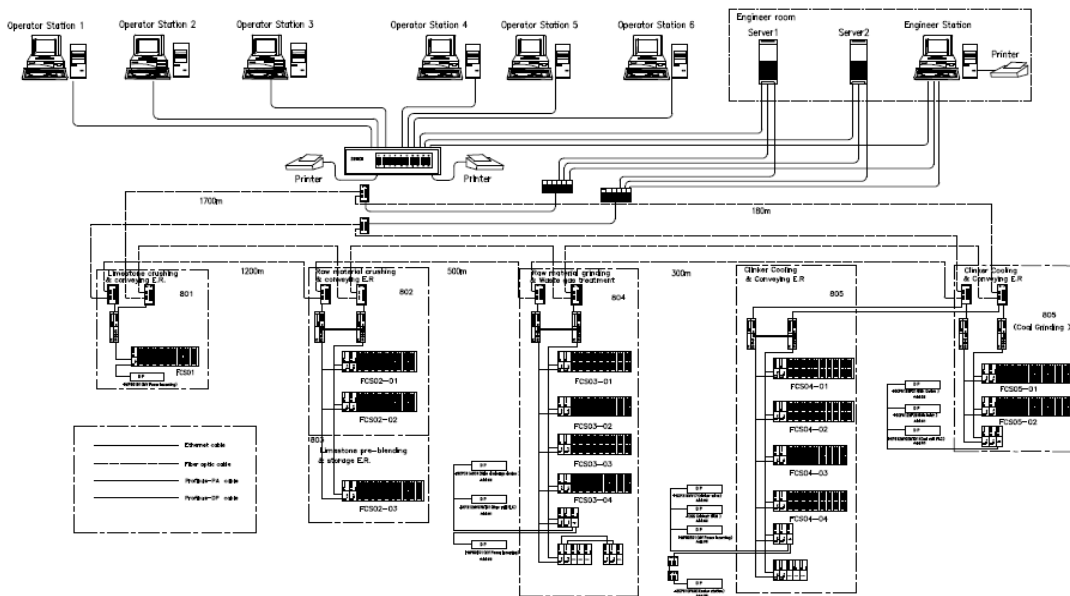 Operator Station 1
Operator Station 2
Operator Station 3
Operator Station 4
Operator Station 5
Operator Station 6
Engineer room
Server1
Server2
Engineer Station
Printer
Printer
Printer
1700m
180m
Limestone crushing
& conveying E.R.
801
1200m
Raw material crushing
& conveying E.R.
802
500m
Raw material grinding
& Waste gas treatment
804
300m
Clinker Cooling
& Conveying E.R
805
Clinker Cooling
& Conveying E.R
805
(Coal Grinding )
FCS01
DP
FCS02-01
FCS02-02
803
Limestone pre-blending
& storage E.R.
FCS02-03
FCS03-01
FCS03-02
FCS03-03
FCS03-04
DP
DP
DP
FCS04-01
FCS04-02
FCS04-03
FCS04-04
DP
DP
DP
DP
FCS05-01
FCS05-02
DP
DP
DP
Ethernet cable
Fiber optic cable
Profibus-PA cable
Profibus-DP cable